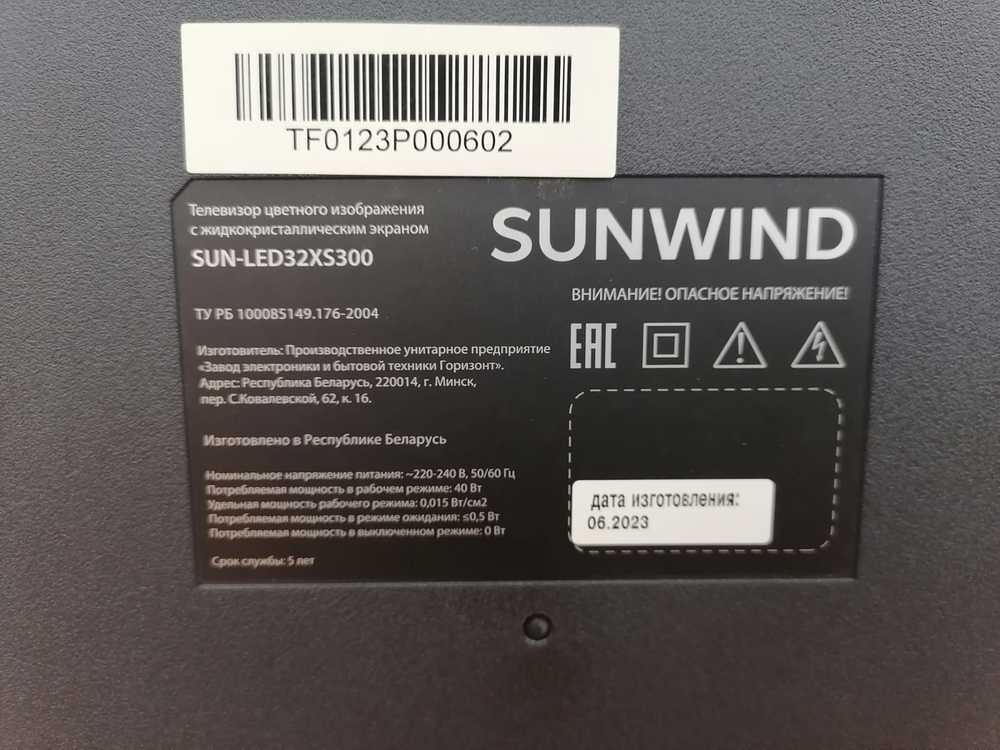 TF0123P000602
Телевизор цветного изображения
с жидкокристаллическим экраном
SUN-LED32XS300
SUNWIND
ВНИМАНИЕ! ОПАСНОЕ НАПРЯЖЕНИЕ!
ТУ РБ 100085149.176-2004
EAC
Изготовитель: Производственное унитарное предприятие
«Завод электроники и бытовой техники Горизонт».
Адрес: Республика Беларусь, 220014, г. Минск,
пер. С.Ковалевской, 62, к. 16.
Изготовлено в Республике Беларусь
Номинальное напряжение питания: ~220-240 В, 50/60 Гц
Потребляемая мощность в рабочем режиме: 40 Вт
Удельная мощность рабочего режима: 0,015 Вт/см2
Потребляемая мощность в режиме ожидания: ≤0,5 Вт
Потребляемая мощность в выключенном режиме: 0 Вт
Срок службы: 5 лет
дата изготовления:
06.2023